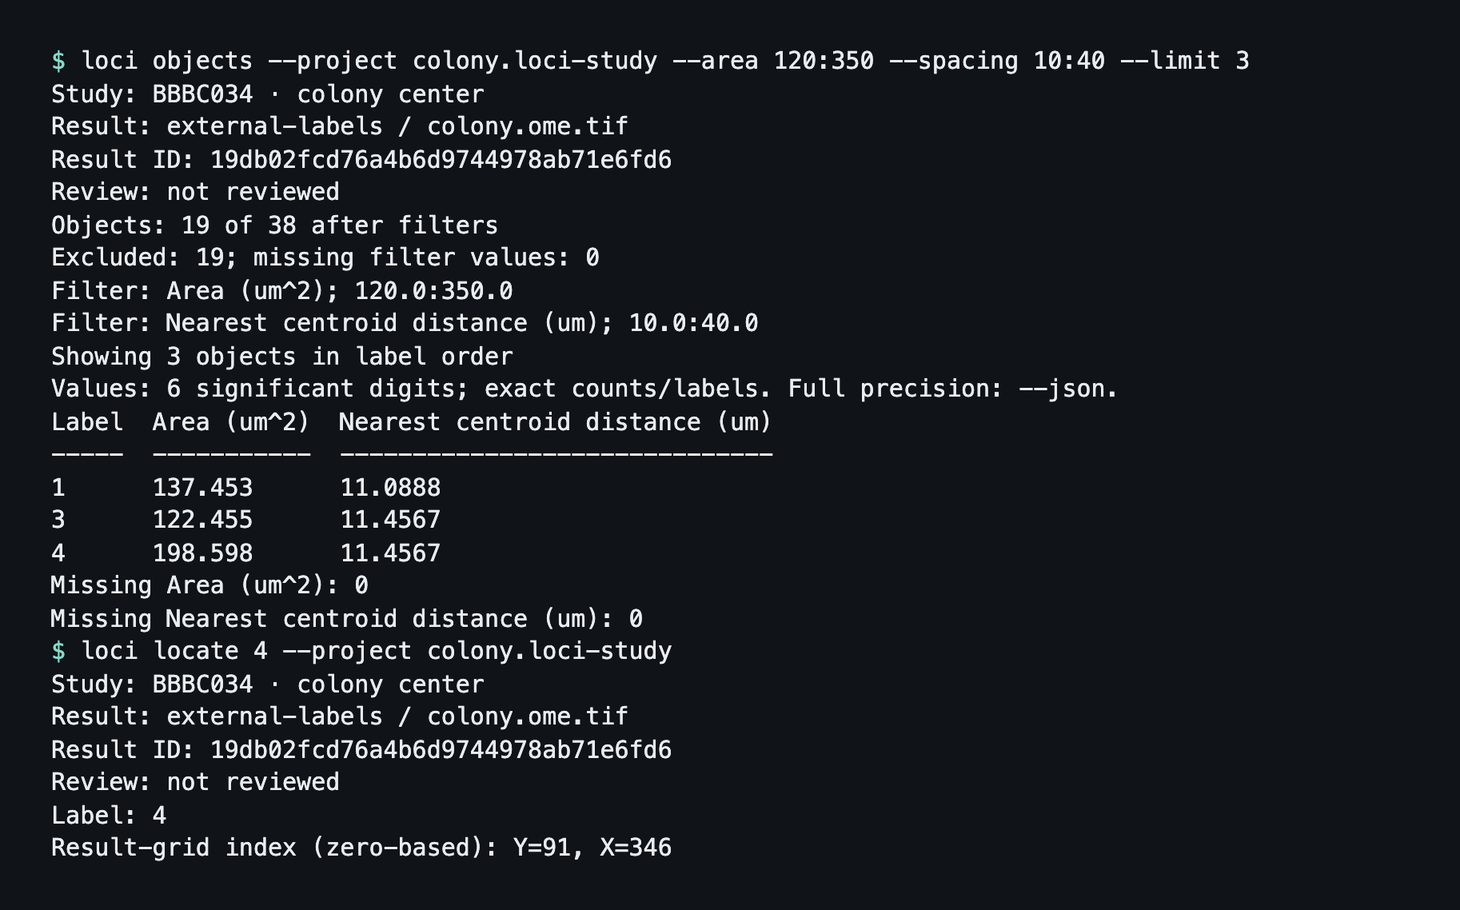 $ loci objects --project colony.loci-study --area 120:350 --spacing 10:40 --limit 3
Study: BBBC034 · colony center
Result: external-labels / colony.ome.tif
Result ID: 19db02fcd76a4b6d9744978ab71e6fd6
Review: not reviewed
Objects: 19 of 38 after filters
Excluded: 19; missing filter values: 0
Filter: Area (um^2); 120.0:350.0
Filter: Nearest centroid distance (um); 10.0:40.0
Showing 3 objects in label order
Values: 6 significant digits; exact counts/labels. Full precision: --json.
Label  Area (um^2)  Nearest centroid distance (um)
-----  -----------  ------------------------------
1      137.453      11.0888
3      122.455      11.4567
4      198.598      11.4567
Missing Area (um^2): 0
Missing Nearest centroid distance (um): 0
$ loci locate 4 --project colony.loci-study
Study: BBBC034 · colony center
Result: external-labels / colony.ome.tif
Result ID: 19db02fcd76a4b6d9744978ab71e6fd6
Review: not reviewed
Label: 4
Result-grid index (zero-based): Y=91, X=346